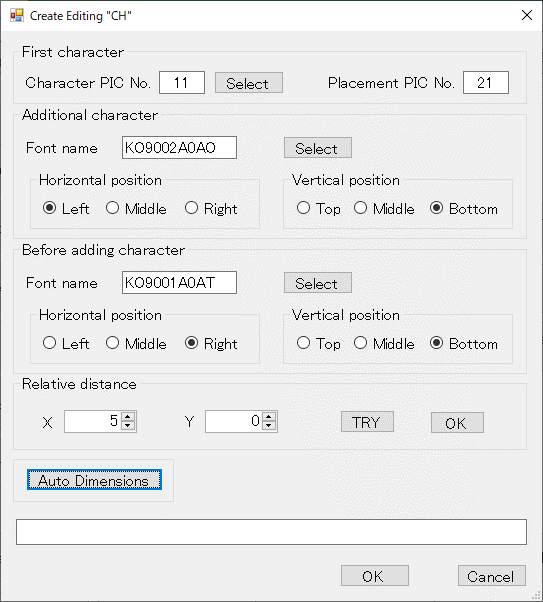 Create Editing "CH"
First character
Character PIC No. 11 Select Placement PIC No. 21
Additional character
Font name KO9002A0AO Select
Horizontal position Vertical position
Left Middle Right Top Middle Bottom
Before adding character
Font name KO9001A0AT Select
Horizontal position Vertical position
Left Middle Right Top Middle Bottom
Relative distance
X 5 Y 0 TRY OK
Auto Dimensions
OK Cancel